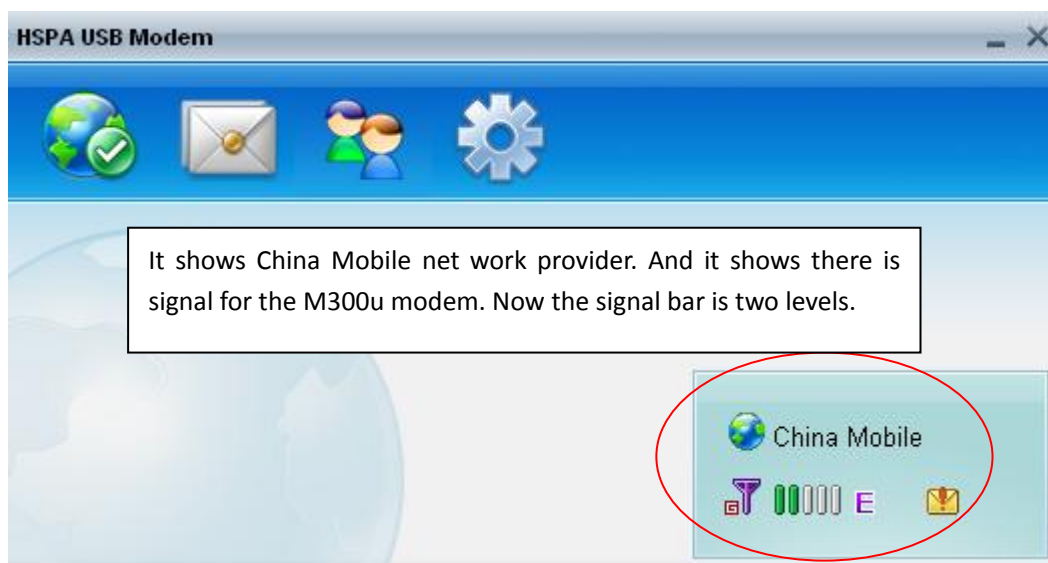 HSPA USB Modem
It shows China Mobile net work provider. And it shows there is
signal for the M300u modem. Now the signal bar is two levels.
China Mobile
G E